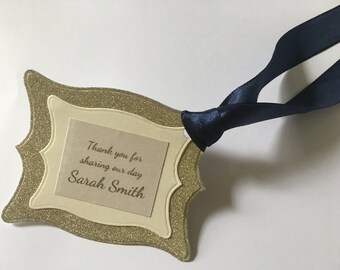 Thank you for
sharing our day
Sarah Smith